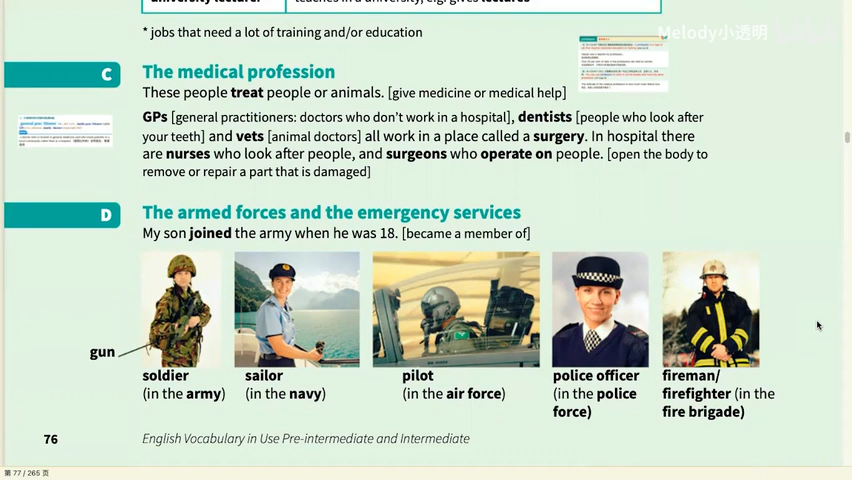 university lecturer
teaches in a university, e.g. gives lectures
Melody小透明
* jobs that need a lot of training and/or education
C
The medical profession
These people treat people or animals. [give medicine or medical help]
GPs [general practitioners: doctors who don't work in a hospital], dentists [people who look after
your teeth] and vets [animal doctors] all work in a place called a surgery. In hospital there
are nurses who look after people, and surgeons who operate on people. [open the body to
remove or repair a part that is damaged]
D
The armed forces and the emergency services
My son joined the army when he was 18. [became a member of]
gun
soldier
(in the army)
sailor
(in the navy)
pilot
(in the air force)
police officer
(in the police
force)
fireman/
firefighter (in the
fire brigade)
76
English Vocabulary in Use Pre-intermediate and Intermediate
第 77 / 265 页